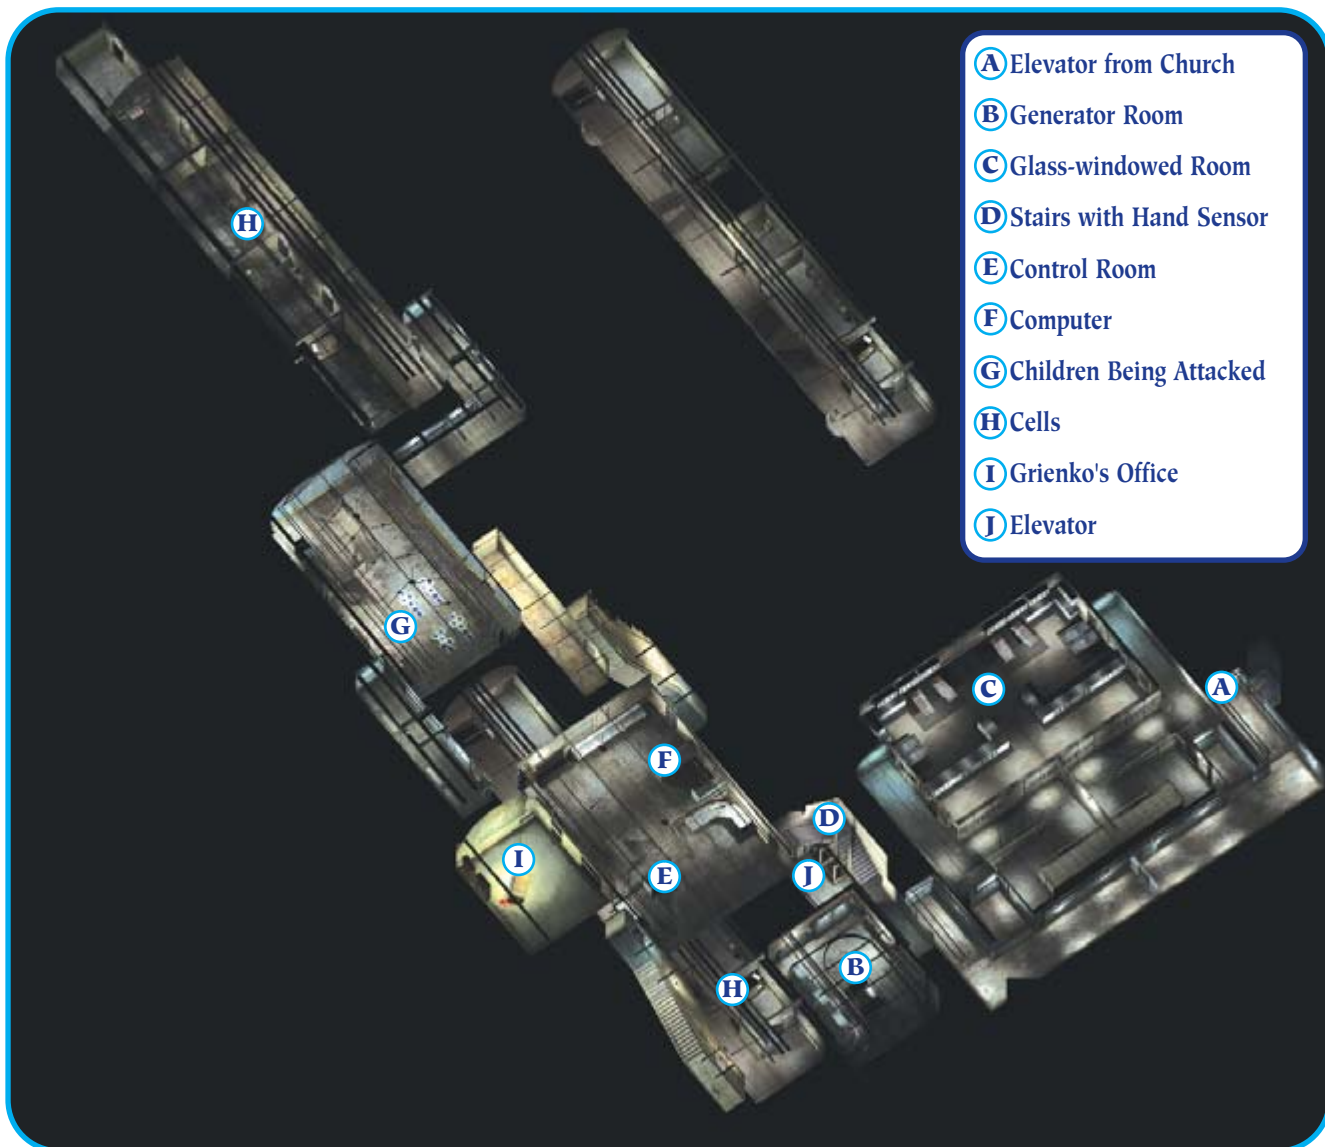 A Elevator from Church
B Generator Room
C Glass-windowed Room
D Stairs with Hand Sensor
E Control Room
F Computer
G Children Being Attacked
H Cells
I Grienko's Office
J Elevator
H
G
C
A
F
D
I
E
J
B
H